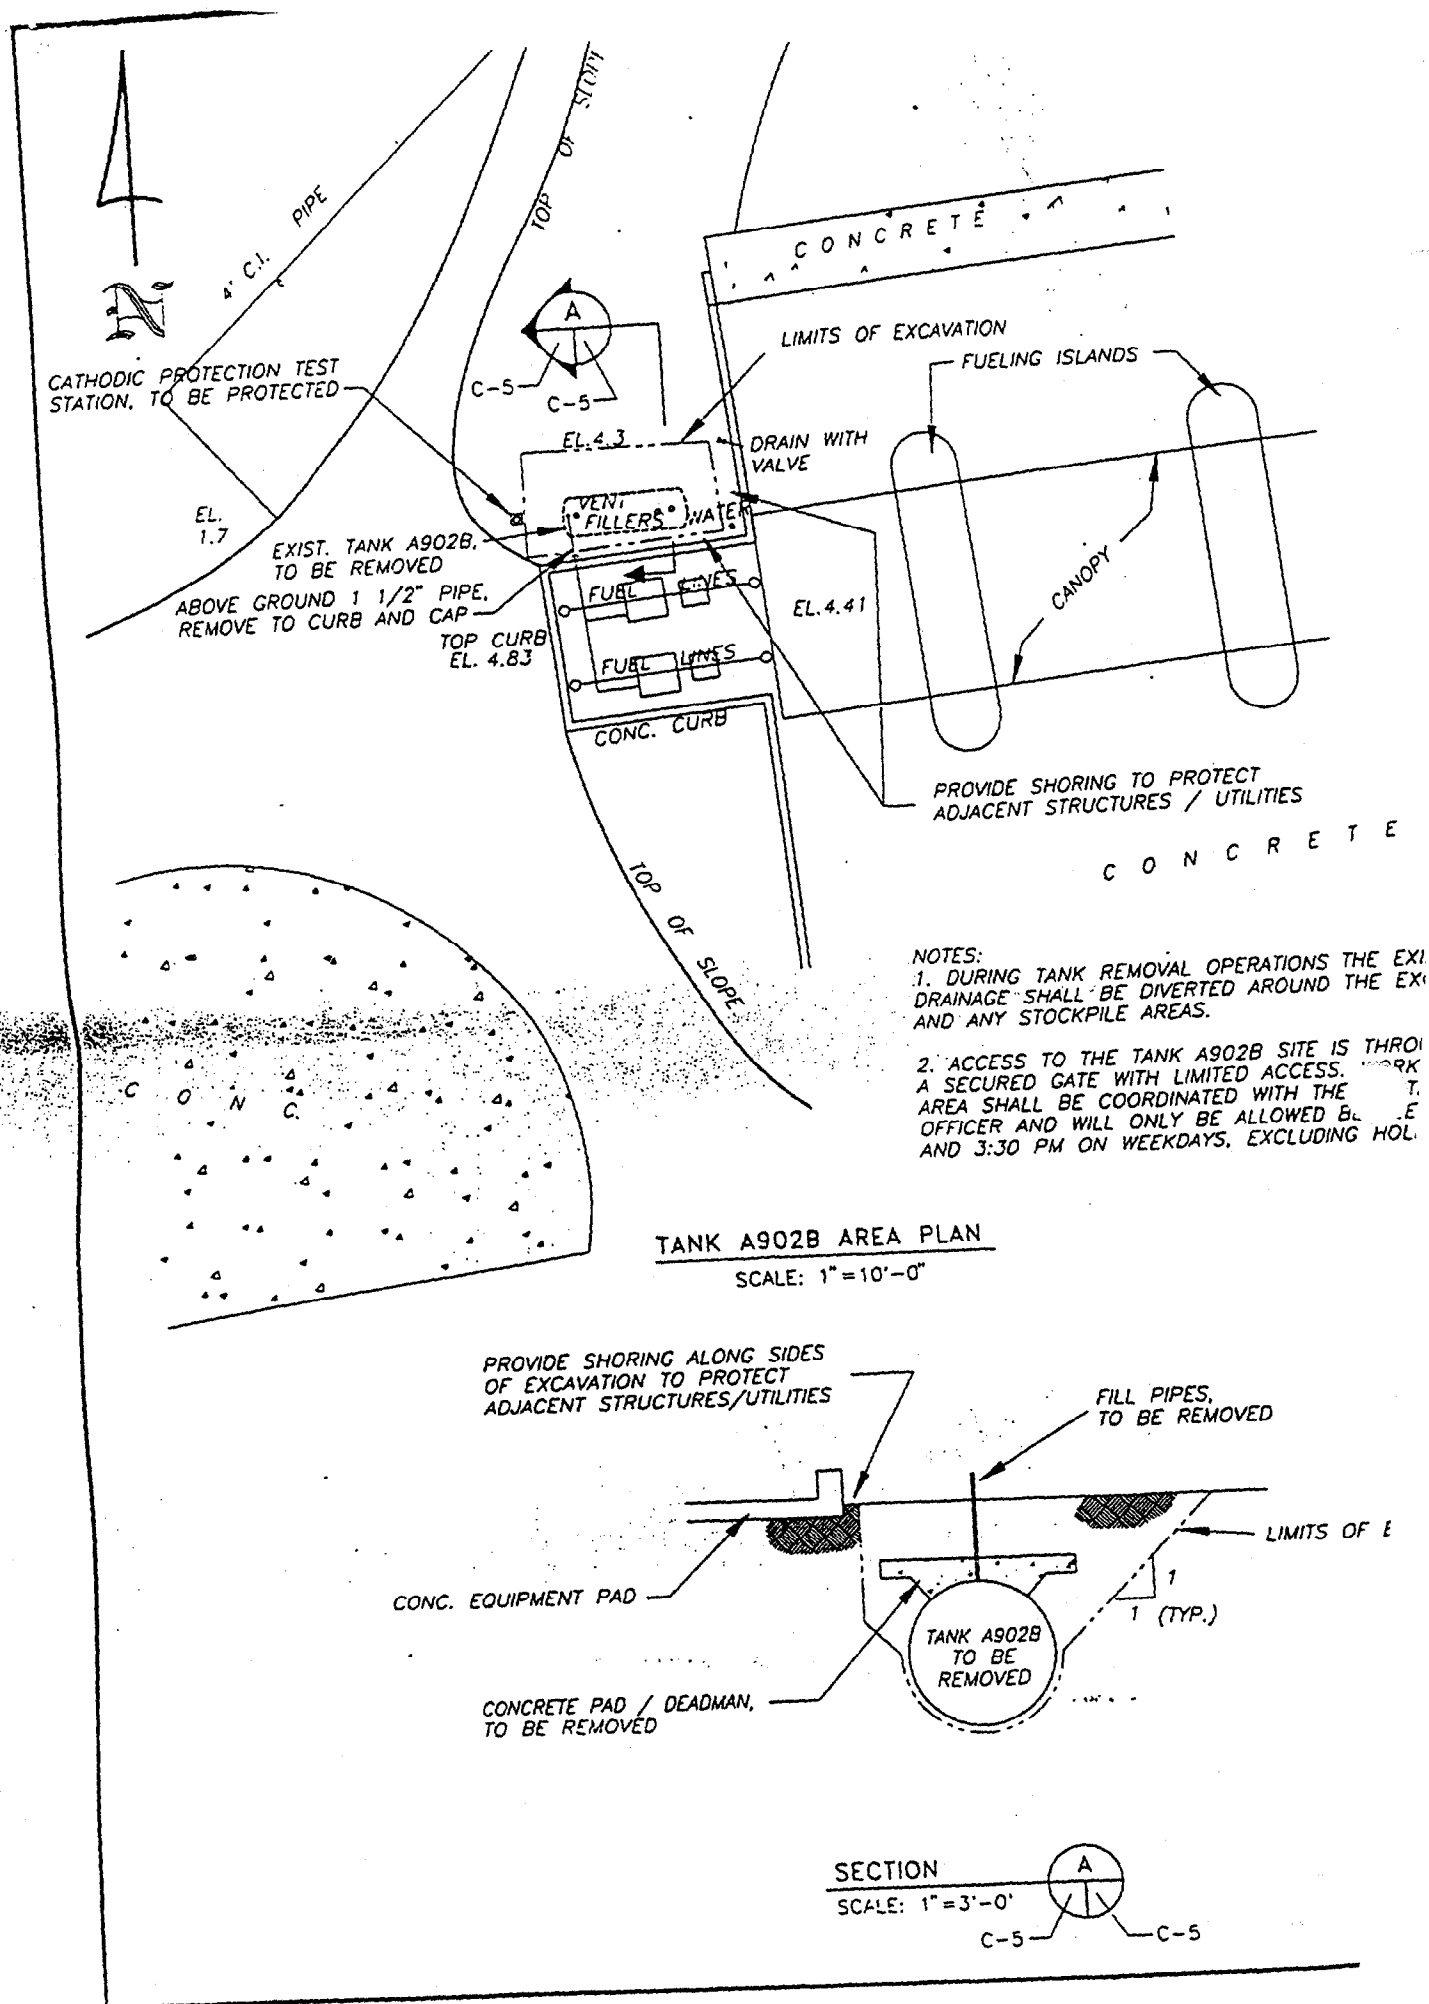 TOP OF SLOPE
4" C.I. PIPE
N
CONCRETE
A
C-5
C-5
LIMITS OF EXCAVATION
FUELING ISLANDS
CATHODIC PROTECTION TEST
STATION, TO BE PROTECTED
EL.4.3
DRAIN WITH
VALVE
VENT
FILLERS
WATER
EL.
1.7
EXIST. TANK A902B,
TO BE REMOVED
ABOVE GROUND 1 1/2" PIPE,
REMOVE TO CURB AND CAP
TOP CURB
EL. 4.83
FUEL LINES
FUEL LINES
EL.4.41
CANOPY
CONC. CURB
PROVIDE SHORING TO PROTECT
ADJACENT STRUCTURES / UTILITIES
CONCRETE
TOP OF SLOPE
CONC.
NOTES:
1. DURING TANK REMOVAL OPERATIONS THE
DRAINAGE SHALL BE DIVERTED AROUND THE
AND ANY STOCKPILE AREAS.
2. ACCESS TO THE TANK A902B SITE IS
A SECURED GATE WITH LIMITED ACCESS.
AREA SHALL BE COORDINATED WITH THE
OFFICER AND WILL ONLY BE ALLOWED
AND 3:30 PM ON WEEKDAYS, EXCLUDING
TANK A902B AREA PLAN
SCALE: 1"=10'-0"
PROVIDE SHORING ALONG SIDES
OF EXCAVATION TO PROTECT
ADJACENT STRUCTURES/UTILITIES
FILL PIPES,
TO BE REMOVED
LIMITS OF
CONC. EQUIPMENT PAD
1
1 (TYP.)
TANK A902B
TO BE
REMOVED
CONCRETE PAD / DEADMAN,
TO BE REMOVED
SECTION
A
SCALE: 1"=3'-0'
C-5
C-5